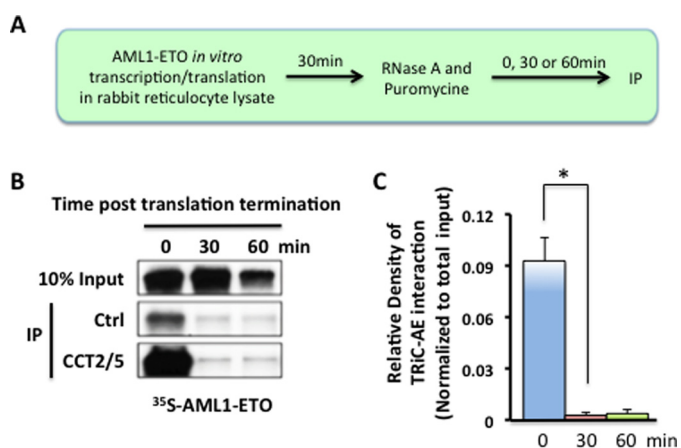 A
AML1-ETO in vitro
transcription/translation
in rabbit reticulocyte lysate
30min
RNase A and
Puromycine
0, 30 or 60min
IP
B
Time post translation termination
0 30 60 min
10% Input
IP
Ctrl
CCT2/5
35S-AML1-ETO
C
Relative Density of
TRiC-AE interaction
(Normalized to total input)
*
0.12
0.09
0.06
0.03
0
0 30 60 min